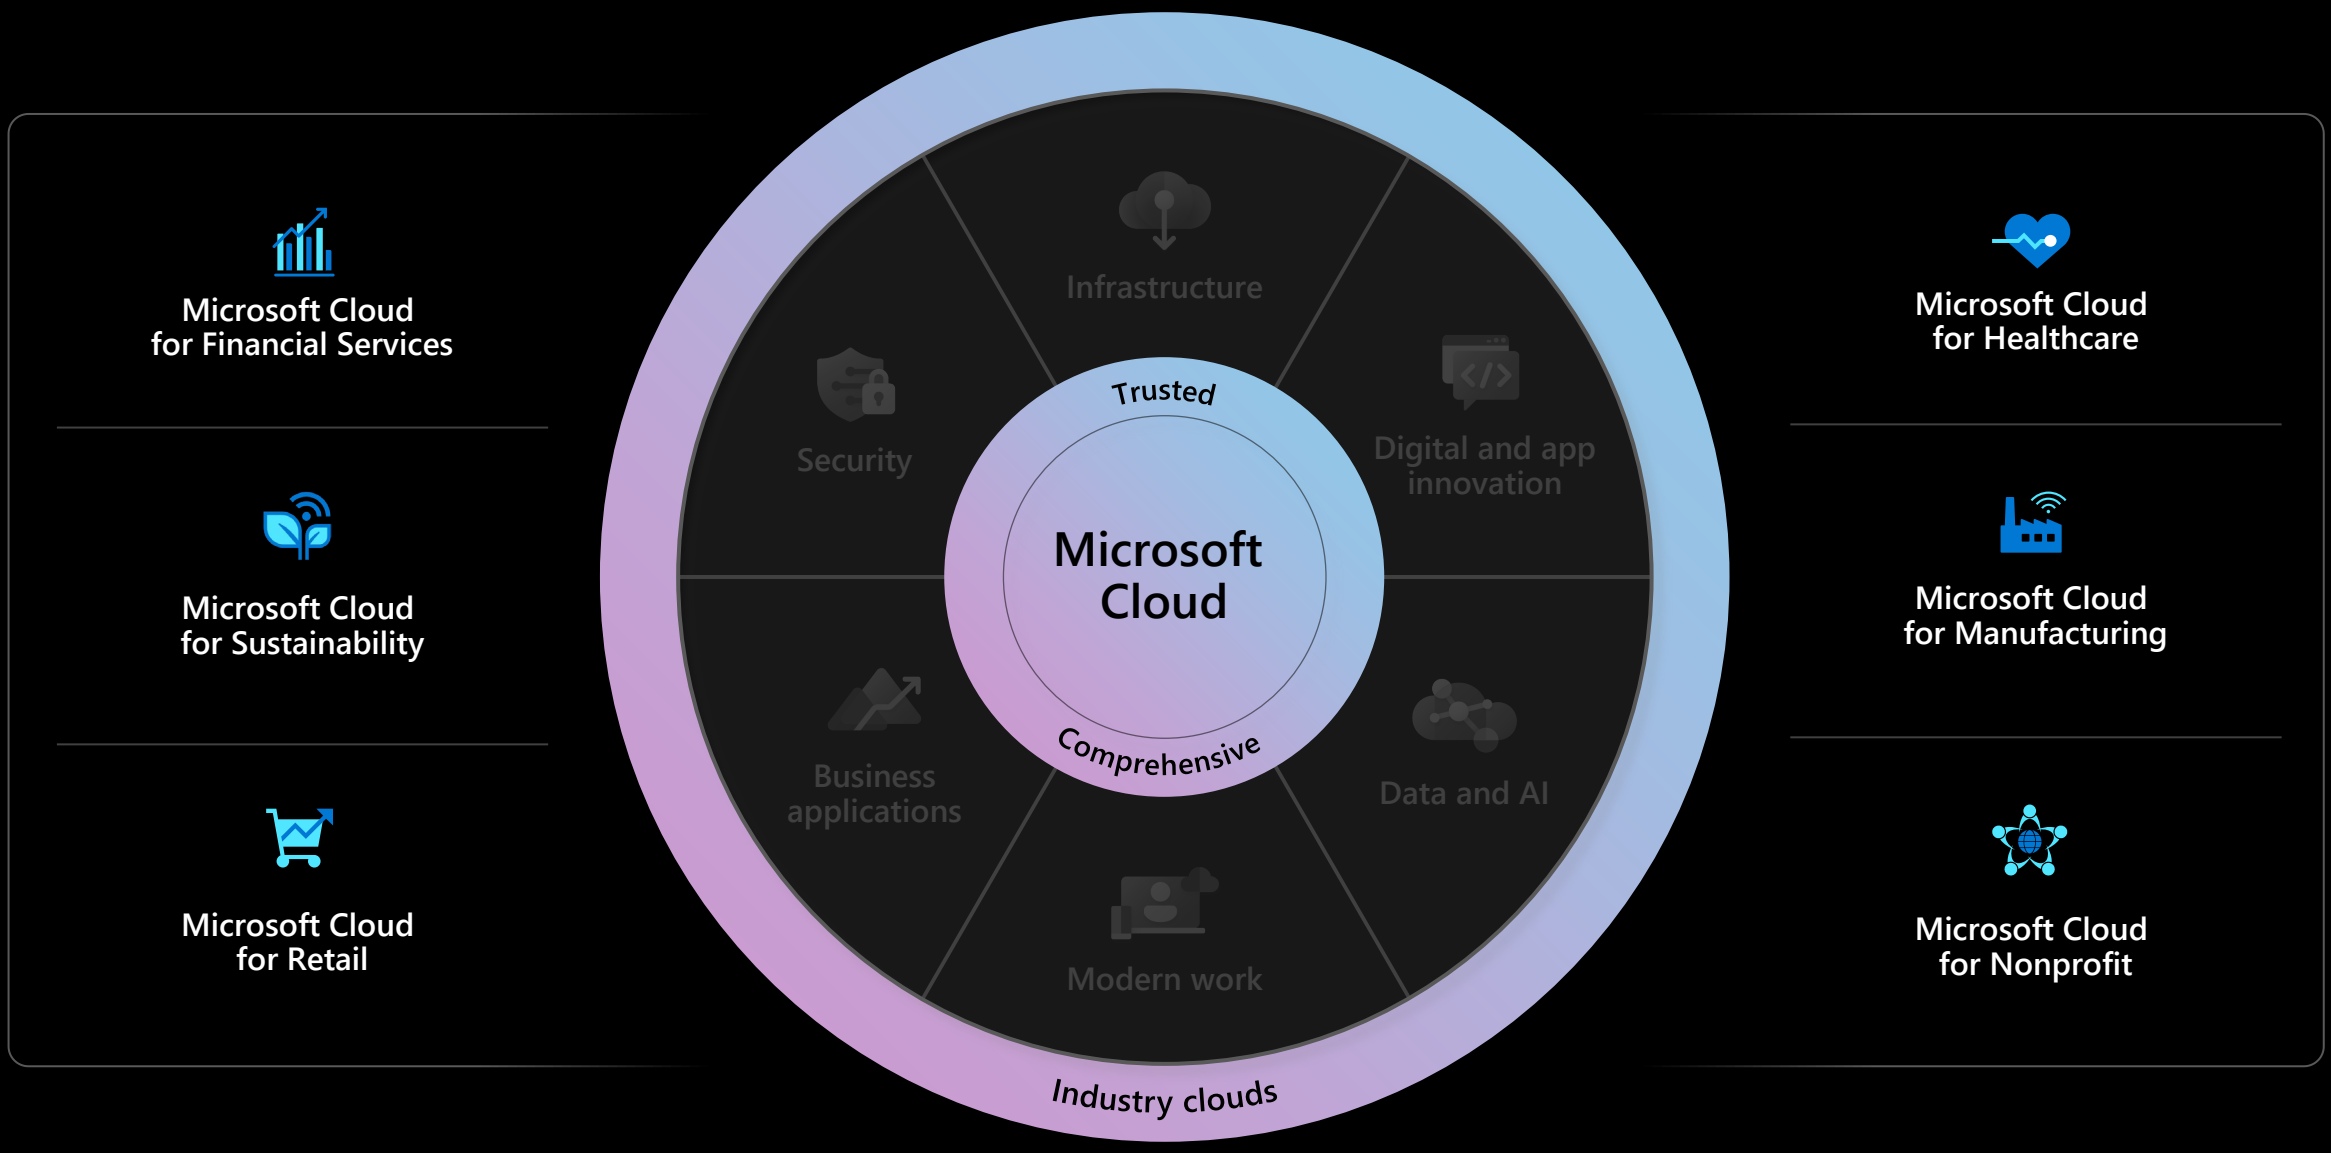 Microsoft Cloud
for Financial Services
Microsoft Cloud
for Sustainability
Microsoft Cloud
for Retail
Infrastructure
Security
Digital and app
innovation
Trusted
Microsoft
Cloud
Comprehensive
Business
applications
Data and AI
Modern work
Industry clouds
Microsoft Cloud
for Healthcare
Microsoft Cloud
for Manufacturing
Microsoft Cloud
for Nonprofit